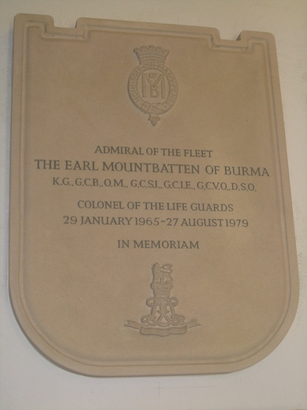 ADMIRAL OF THE FLEET
THE EARL MOUNTBATTEN OF BURMA
K.G., G.C.B., O.M., G.C.S.I., G.C.I.E., G.C.V.O., D.S.O.
COLONEL OF THE LIFE GUARDS
29 JANUARY 1965-27 AUGUST 1979
IN MEMORIAM